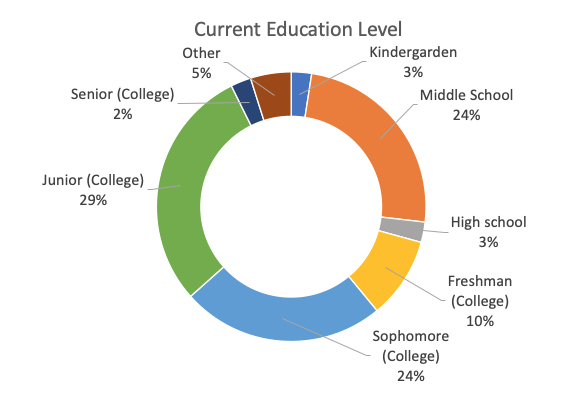 Current Education Level
Other
5%
Kindergarden
3%
Senior (College)
2%
Middle School
24%
Junior (College)
29%
High school
3%
Freshman
(College)
10%
Sophomore
(College)
24%